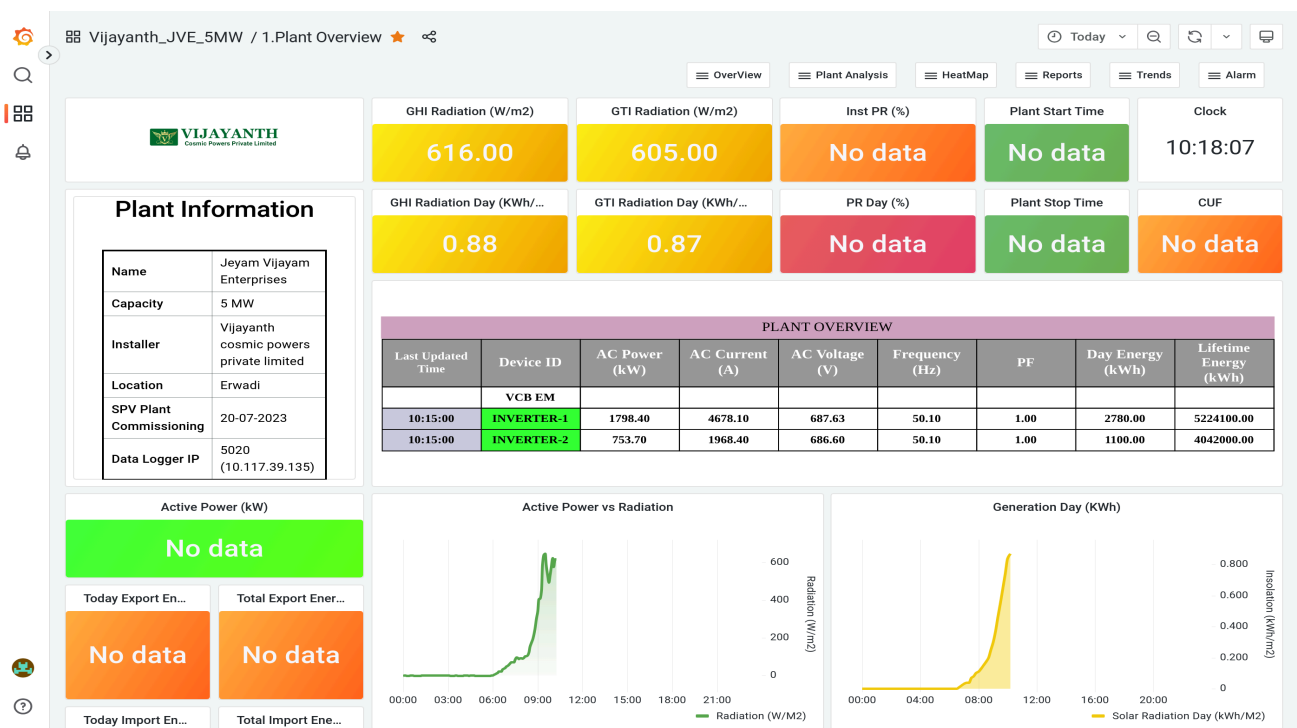 Vijayanth_JVE_5MW / 1.Plant Overview
Today
OverView
Plant Analysis
HeatMap
Reports
Trends
Alarm
VIJAYANTH
Cosmic Powers Private Limited
GHI Radiation (W/m2)
616.00
GTI Radiation (W/m2)
605.00
Inst PR (%)
No data
Plant Start Time
No data
Clock
10:18:07
GHI Radiation Day (KWh/...
0.88
GTI Radiation Day (KWh/...
0.87
PR Day (%)
No data
Plant Stop Time
No data
CUF
No data
Plant Information
Name Jeyam Vijayam
Enterprises
Capacity 5 MW
Installer Vijayanth
cosmic powers
private limited
Location Erwadi
SPV Plant
Commissioning 20-07-2023
Data Logger IP 5020
(10.117.39.135)
PLANT OVERVIEW
Last Updated
Time
Device ID
AC Power
(kW)
AC Current
(A)
AC Voltage
(V)
Frequency
(Hz)
PF
Day Energy
(kWh)
Lifetime
Energy
(kWh)
VCB EM
10:15:00 INVERTER-1 1798.40 4678.10 687.63 50.10 1.00 2780.00 5224100.00
10:15:00 INVERTER-2 753.70 1968.40 686.60 50.10 1.00 1100.00 4042000.00
Active Power (kW)
No data
Today Export En...
No data
Total Export Ener...
No data
Today Import En...
Total Import Ene...
Active Power vs Radiation
600
400
200
0
Radiation (W/m2)
00:00 03:00 06:00 09:00 12:00 15:00 18:00 21:00
Radiation (W/M2)
Generation Day (KWh)
0.800
0.600
0.400
0.200
0
Insolation (kWh/m2)
00:00 04:00 08:00 12:00 16:00 20:00
Solar Radiation Day (kWh/M2)